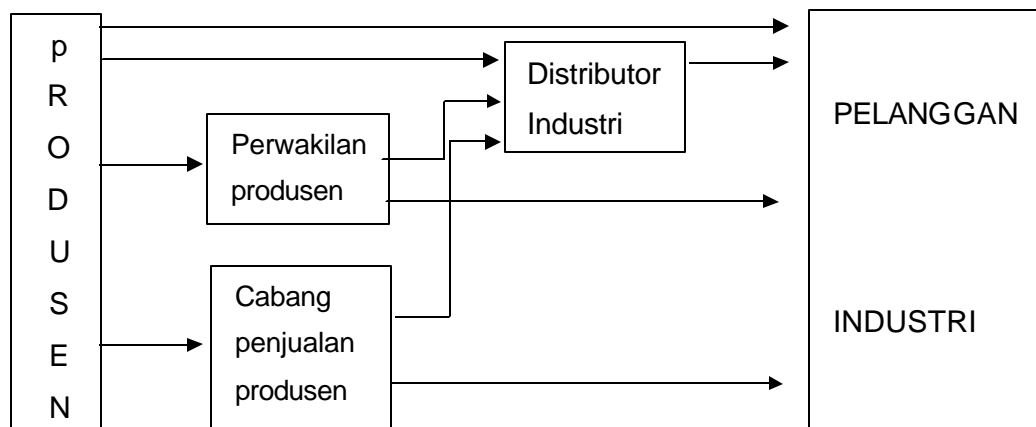 p
R
O
D
U
S
E
N
Perwakilan
produsen
Cabang
penjualan
produsen
Distributor
Industri
PELANGGAN
INDUSTRI